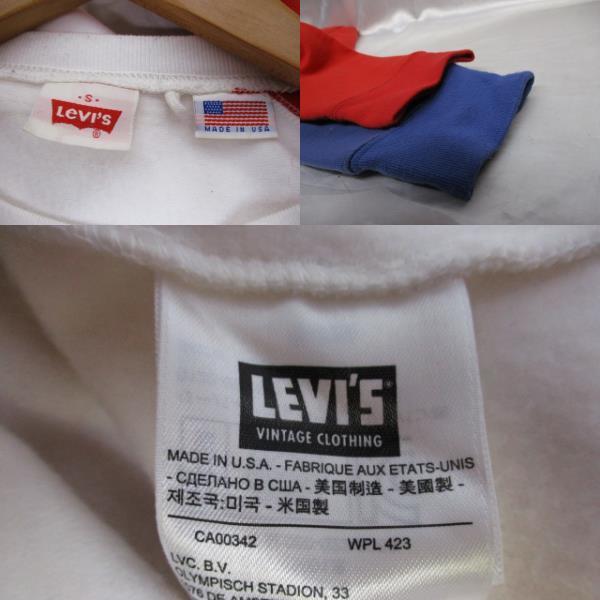 S
LEVI'S
®
MADE IN USA
LEVI'S®
VINTAGE CLOTHING
MADE IN U.S.A. - FABRIQUE AUX ETATS-UNIS
- СДЕЛАНО В США - 美国制造 - 美國製 -
제조국:미국 - 米国製
CA00342 WPL 423
LVC. B.V.
OLYMPISCH STADION, 33